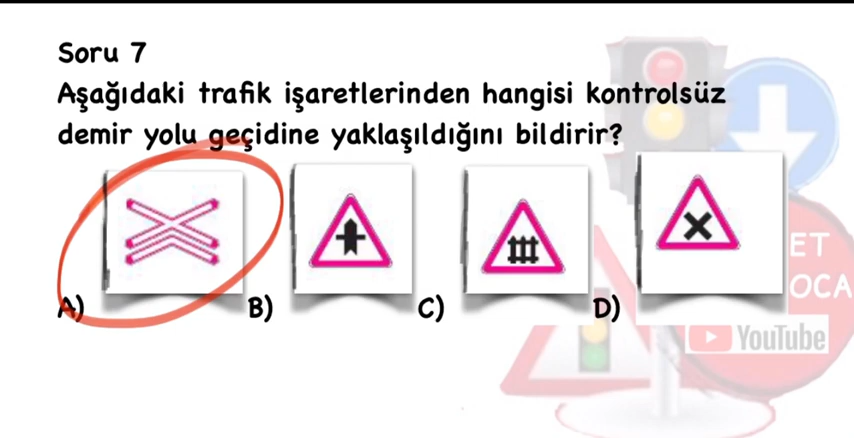 Soru 7
Aşağıdaki trafik işaretlerinden hangisi kontrolsüz
demir yolu geçidine yaklaşıldığını bildirir?
A) B) C) D)
ET
OCA
YouTube